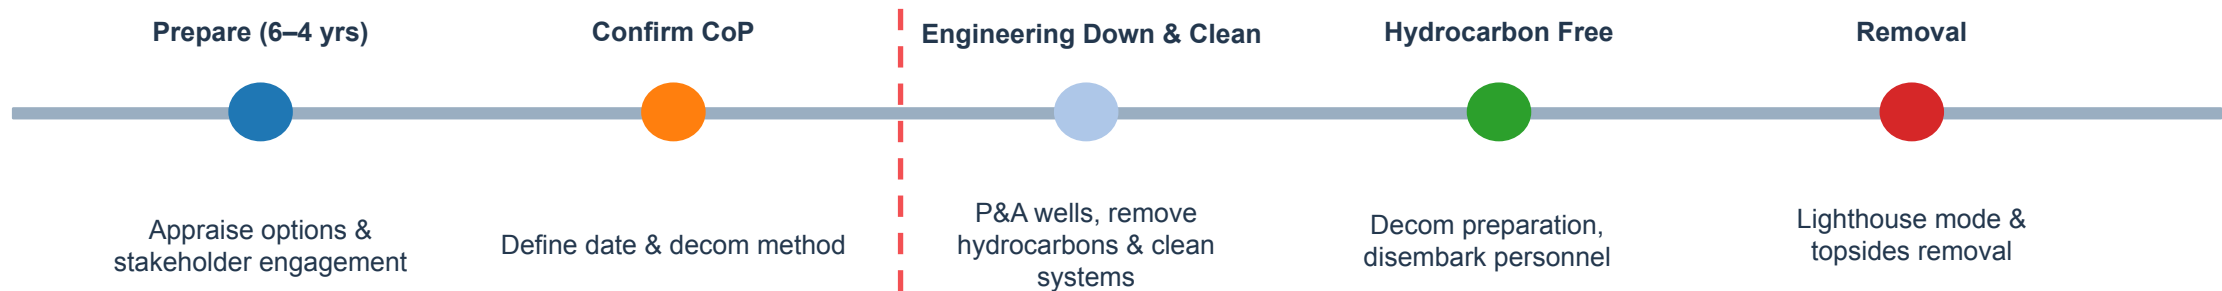 Prepare (6–4 yrs)
Confirm CoP
Engineering Down & Clean
Hydrocarbon Free
Removal
Appraise options &
stakeholder engagement
Define date & decom method
P&A wells, remove
hydrocarbons & clean
systems
Decom preparation,
disembark personnel
Lighthouse mode &
topsides removal